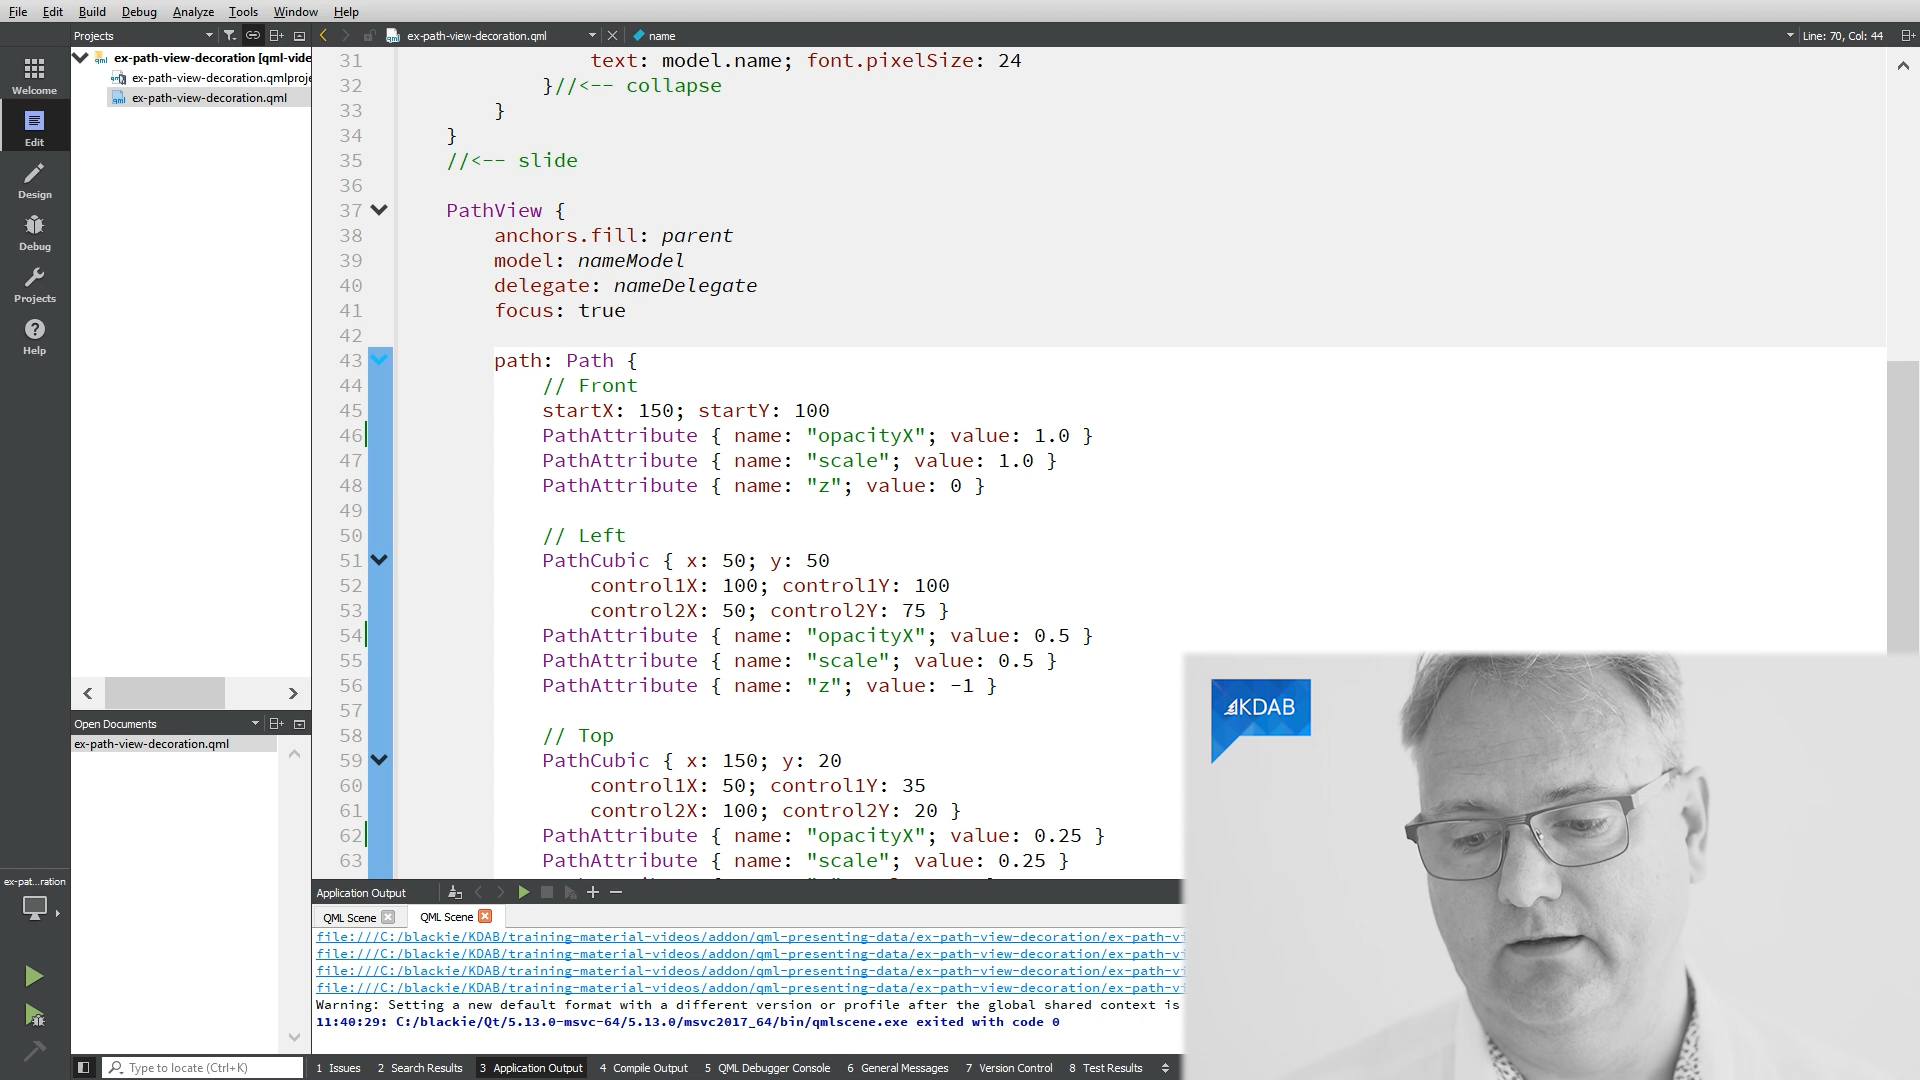 File Edit Build Debug Analyze Tools Window Help
Projects
ex-path-view-decoration.qml
name
Line: 70, Col: 44
Welcome
Edit
Design
Debug
Projects
Help
ex-path-view-decoration [qml-vide
ex-path-view-decoration.qmlproje
ex-path-view-decoration.qml
31 text: model.name; font.pixelSize: 24
32 }//<-- collapse
33 }
34 }
35 //<-- slide
36
37 PathView {
38 anchors.fill: parent
39 model: nameModel
40 delegate: nameDelegate
41 focus: true
42
43 path: Path {
44 // Front
45 startX: 150; startY: 100
46 PathAttribute { name: "opacityX"; value: 1.0 }
47 PathAttribute { name: "scale"; value: 1.0 }
48 PathAttribute { name: "z"; value: 0 }
49
50 // Left
51 PathCubic { x: 50; y: 50
52 control1X: 100; control1Y: 100
53 control2X: 50; control2Y: 75 }
54 PathAttribute { name: "opacityX"; value: 0.5 }
55 PathAttribute { name: "scale"; value: 0.5 }
56 PathAttribute { name: "z"; value: -1 }
57
58 // Top
59 PathCubic { x: 150; y: 20
60 control1X: 50; control1Y: 35
61 control2X: 100; control2Y: 20 }
62 PathAttribute { name: "opacityX"; value: 0.25 }
63 PathAttribute { name: "scale"; value: 0.25 }
Open Documents
ex-path-view-decoration.qml
KDAB
ex-pat...ration
Application Output
QML Scene
QML Scene
file:///C:/blackie/KDAB/training-material-videos/addon/qml-presenting-data/ex-path-view-decoration/ex-path-vi
file:///C:/blackie/KDAB/training-material-videos/addon/qml-presenting-data/ex-path-view-decoration/ex-path-vi
file:///C:/blackie/KDAB/training-material-videos/addon/qml-presenting-data/ex-path-view-decoration/ex-path-vi
file:///C:/blackie/KDAB/training-material-videos/addon/qml-presenting-data/ex-path-view-decoration/ex-path-vi
Warning: Setting a new default format with a different version or profile after the global shared context is
11:40:29: C:/blackie/Qt/5.13.0-msvc-64/5.13.0/msvc2017_64/bin/qmlscene.exe exited with code 0
Type to locate (Ctrl+K)
1 Issues 2 Search Results 3 Application Output 4 Compile Output 5 QML Debugger Console 6 General Messages 7 Version Control 8 Test Results